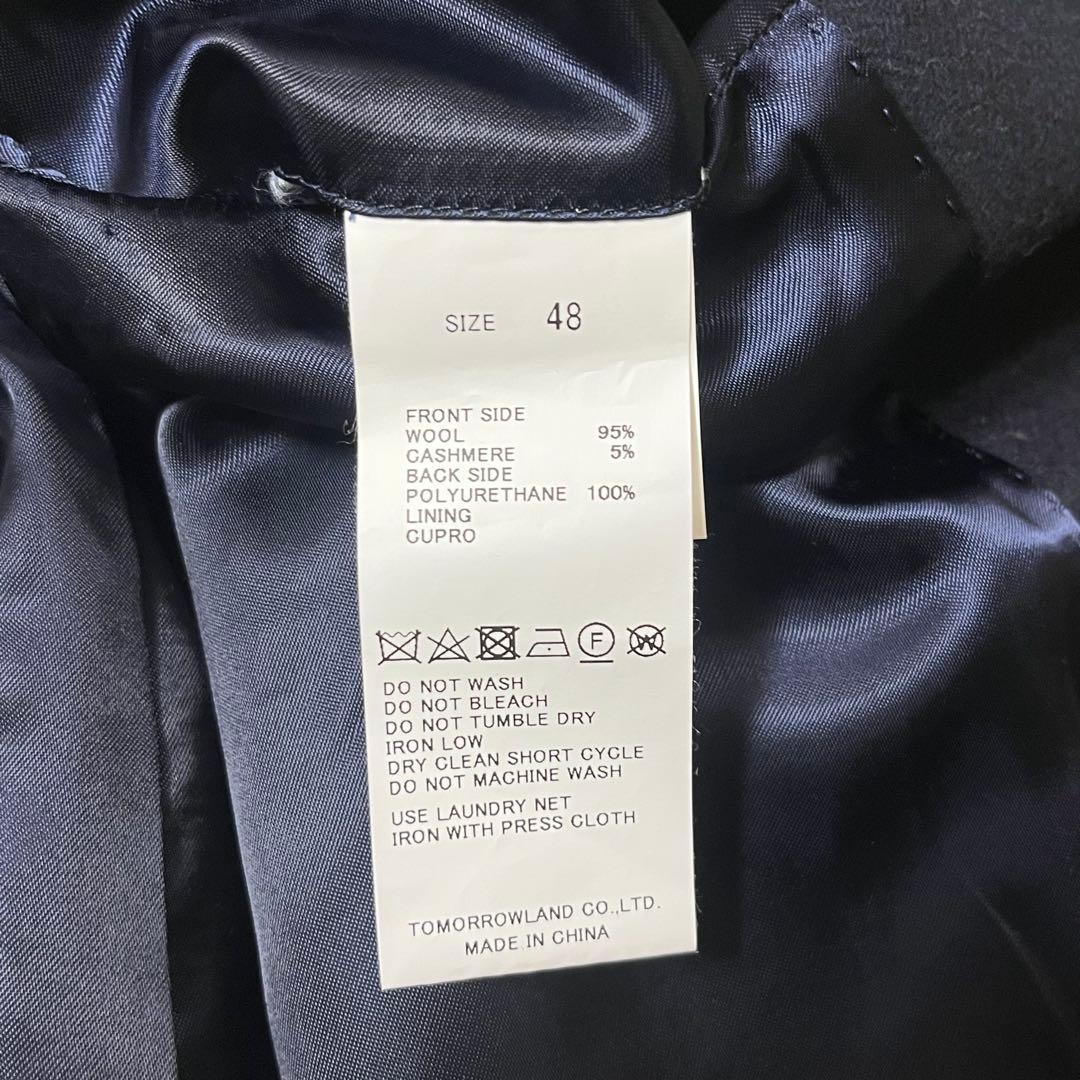 SIZE 48
FRONT SIDE
WOOL 95%
CASHMERE 5%
BACK SIDE
POLYURETHANE 100%
LINING
CUPRO
F W
DO NOT WASH
DO NOT BLEACH
DO NOT TUMBLE DRY
IRON LOW
DRY CLEAN SHORT CYCLE
DO NOT MACHINE WASH
USE LAUNDRY NET
IRON WITH PRESS CLOTH
TOMORROWLAND CO.,LTD.
MADE IN CHINA